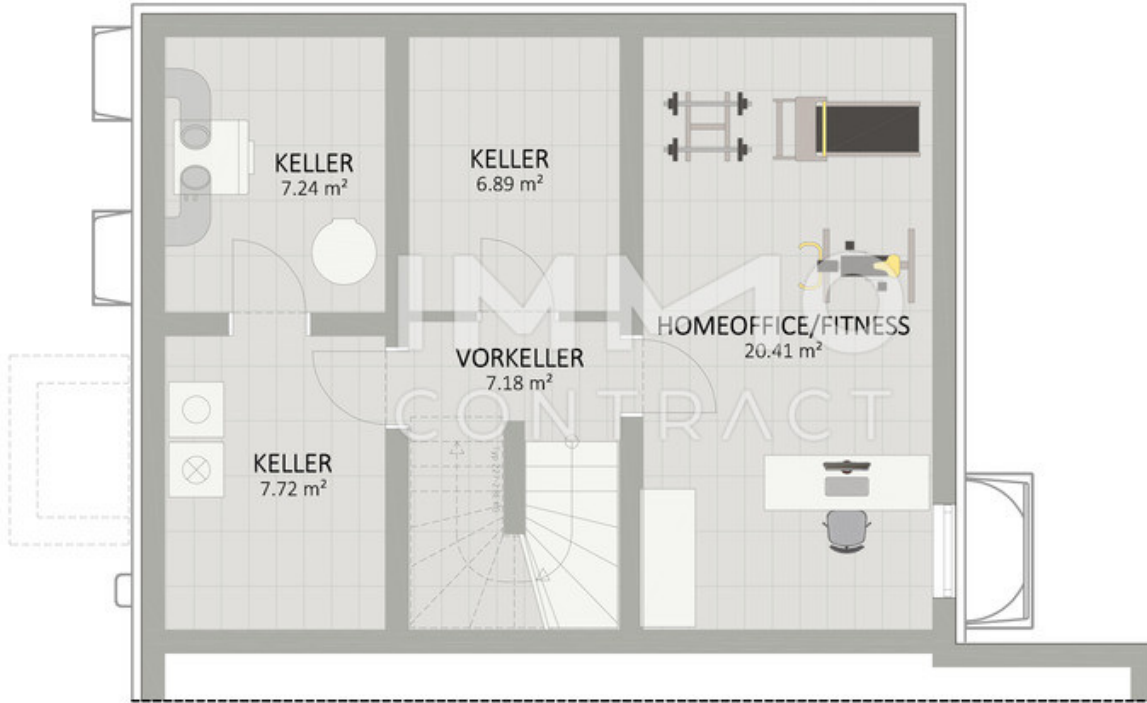 KELLER
7.24 m²
KELLER
6.89 m²
HOMEOFFICE/FITNESS
20.41 m²
VORKELLER
7.18 m²
KELLER
7.72 m²
IMMO
CONTRACT